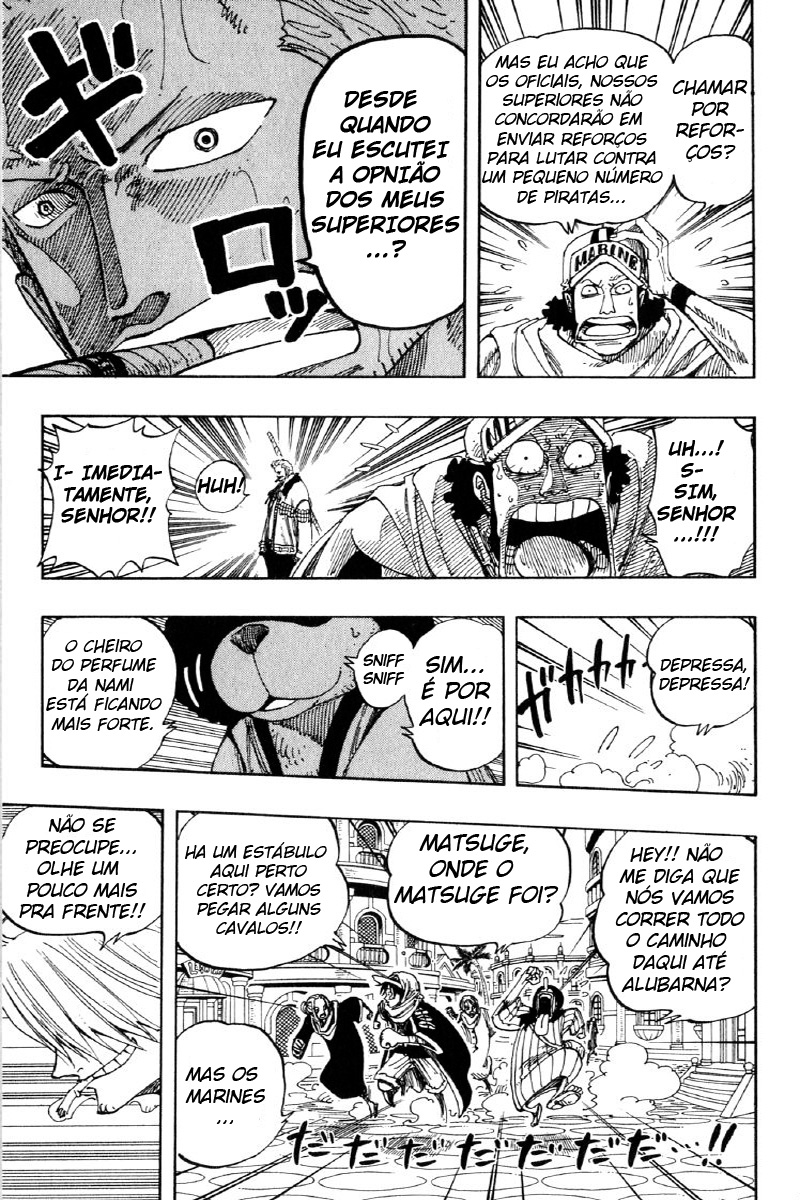 CHAMAR
POR
REFOR-
ÇOS?
MAS EU ACHO QUE
OS OFICIAIS, NOSSOS
SUPERIORES NÃO
CONCORDARÃO EM
ENVIAR REFORÇOS
PARA LUTAR CONTRA
UM PEQUENO NÚMERO
DE PIRATAS...
MARINE
DESDE
QUANDO
EU ESCUTEI
A OPNIÃO
DOS MEUS
SUPERIORES
...?
ギロッ
UH...!
S-
SIM,
SENHOR
...!!!
HUH!
I- IMEDIA-
TAMENTE,
SENHOR!!
DEPRESSA,
DEPRESSA!
ザザザザ
SIM...
É POR
AQUI!!
SNIFF
SNIFF
O CHEIRO
DO PERFUME
DA NAMI
ESTÁ FICANDO
MAIS FORTE.
HEY!! NÃO
ME DIGA QUE
NÓS VAMOS
CORRER TODO
O CAMINHO
DAQUI ATÉ
ALUBARNA?
MATSUGE,
ONDE O
MATSUGE FOI?
HA UM ESTÁBULO
AQUI PERTO
CERTO? VAMOS
PEGAR ALGUNS
CAVALOS!!
MAS OS
MARINES
...
だだだだだだだ...!!
NÃO SE
PREOCUPE...
OLHE UM
POUCO MAIS
PRA FRENTE!!